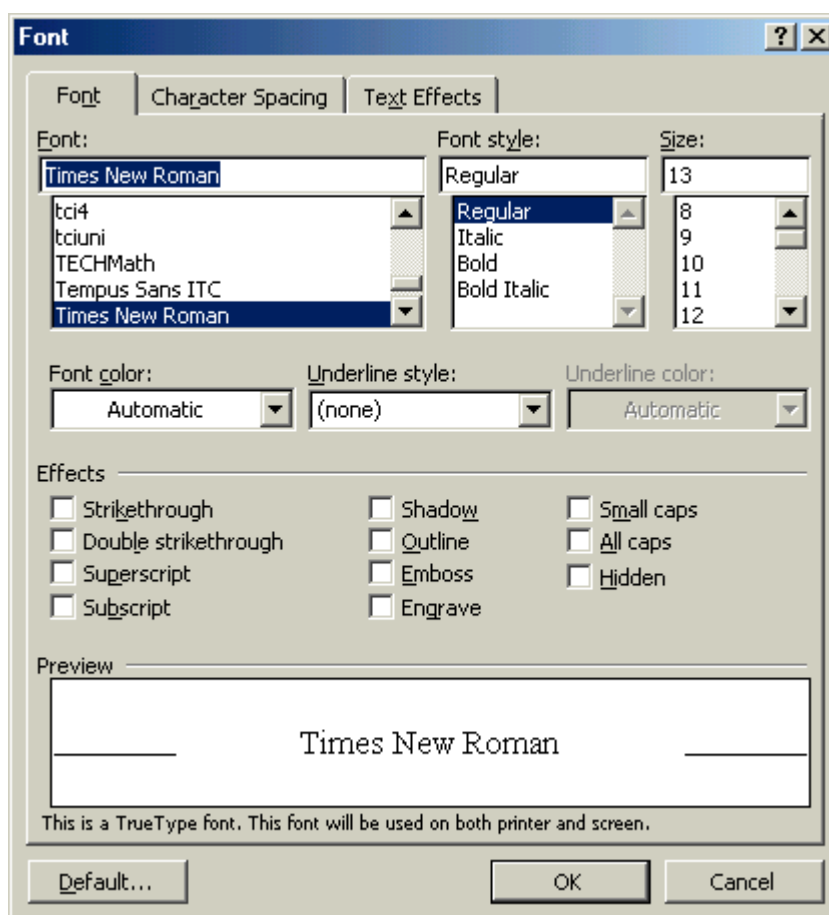 Font
Font Character Spacing Text Effects
Font: Font style: Size:
Times New Roman Regular 13
tci4 Regular 8
tciuni Italic 9
TECHMath Bold 10
Tempus Sans ITC Bold Italic 11
Times New Roman 12
Font color: Underline style: Underline color:
Automatic (none) Automatic
Effects
Strikethrough Shadow Small caps
Double strikethrough Outline All caps
Superscript Emboss Hidden
Subscript Engrave
Preview
Times New Roman
This is a TrueType font. This font will be used on both printer and screen.
Default... OK Cancel